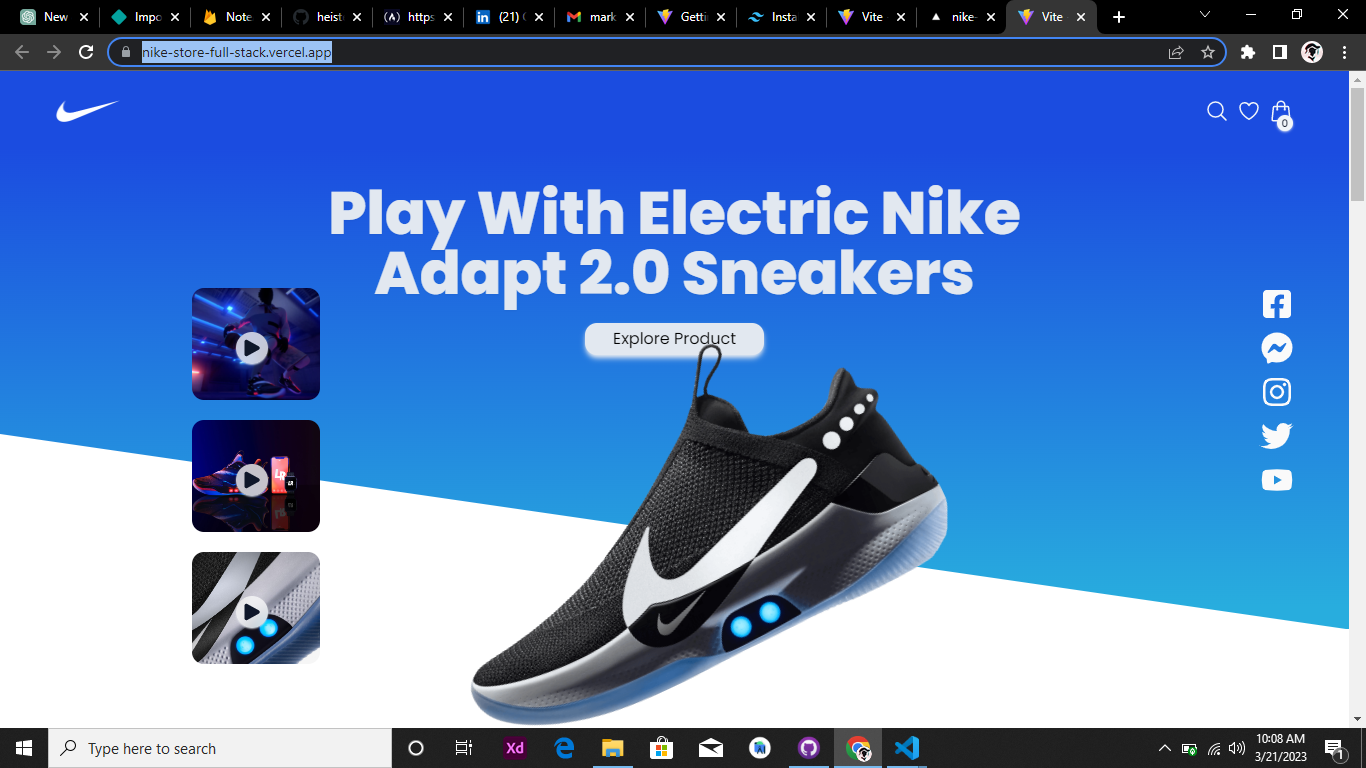 New
Impo
Note
heist
https
(21) (
mark
Getti
Insta
Vite
nike-
Vite
nike-store-full-stack.vercel.app
0
Play With Electric Nike
Adapt 2.0 Sneakers
Explore Product
LR
Xd
Type here to search
10:08 AM
3/21/2023
1